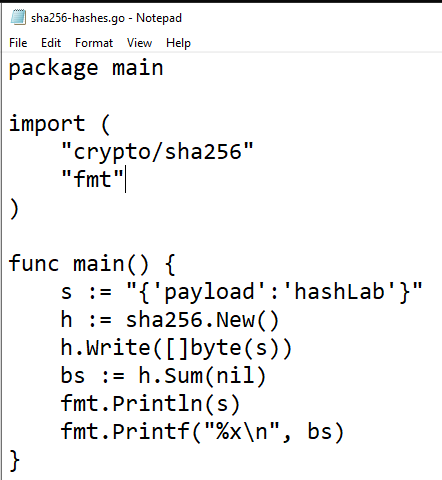 sha256-hashes.go - Notepad
File Edit Format View Help
package main
import (
    "crypto/sha256"
    "fmt"
)
func main() {
    s := "{'payload':'hashLab'}"
    h := sha256.New()
    h.Write([]byte(s))
    bs := h.Sum(nil)
    fmt.Println(s)
    fmt.Printf("%x\n", bs)
}